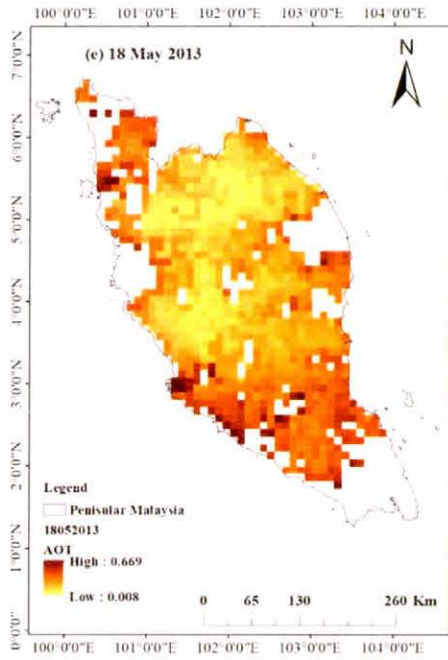 100°0'0"E 101°0'0"E 102°0'0"E 103°0'0"E 104°0'0"E
(e) 18 May 2013
N
7°0'0"N
6°0'0"N
5°0'0"N
4°0'0"N
3°0'0"N
2°0'0"N
1°0'0"N
0°0'0"
Legend
Penisular Malaysia
18052013
AOT
High : 0.669
Low : 0.008
0 65 130 260 Km
100°0'0"E 101°0'0"E 102°0'0"E 103°0'0"E 104°0'0"E